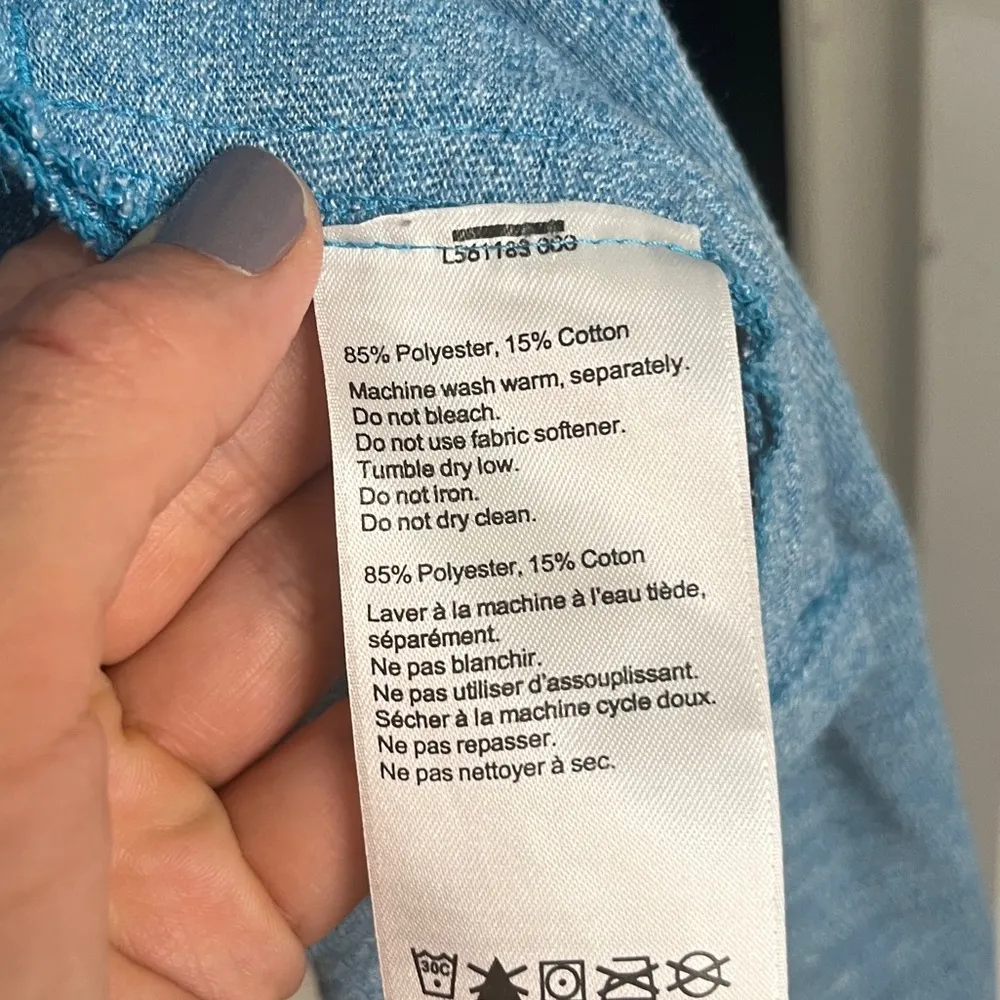 L561183 000
85% Polyester, 15% Cotton
Machine wash warm, separately.
Do not bleach.
Do not use fabric softener.
Tumble dry low.
Do not iron.
Do not dry clean.
85% Polyester, 15% Coton
Laver à la machine à l'eau tiède,
séparément.
Ne pas blanchir.
Ne pas utiliser d'assouplissant.
Sécher à la machine cycle doux.
Ne pas repasser.
Ne pas nettoyer à sec.
30C